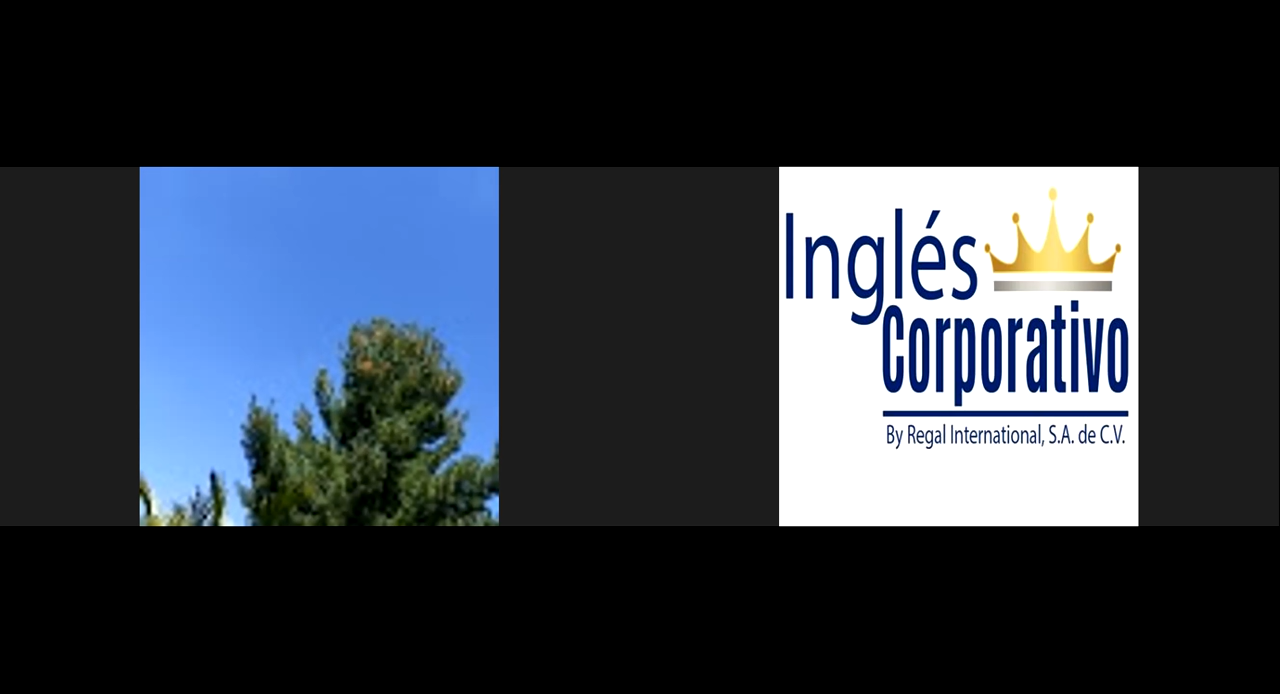 Inglés
Corporativo
By Regal International, S.A. de C.V.